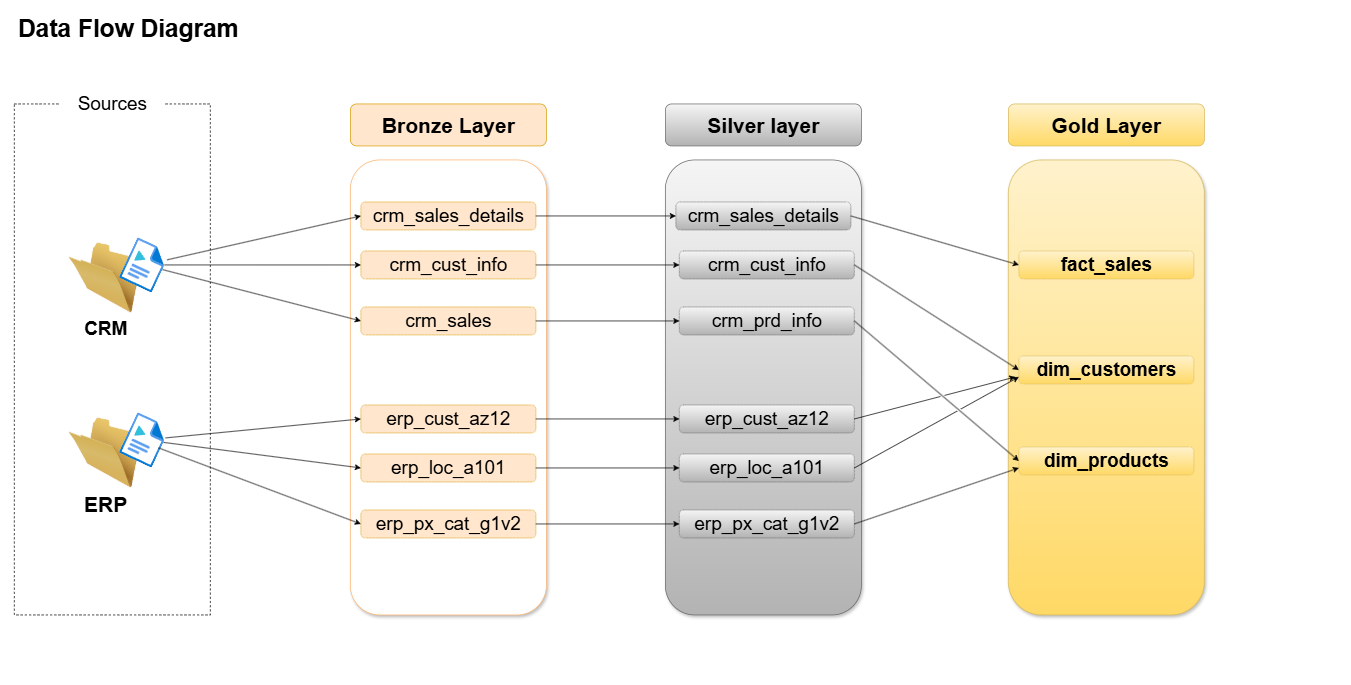 Data Flow Diagram
Sources
Bronze Layer
Silver layer
Gold Layer
crm_sales_details
crm_sales_details
crm_cust_info
crm_cust_info
fact_sales
crm_sales
crm_prd_info
CRM
dim_customers
erp_cust_az12
erp_cust_az12
dim_products
erp_loc_a101
erp_loc_a101
ERP
erp_px_cat_g1v2
erp_px_cat_g1v2